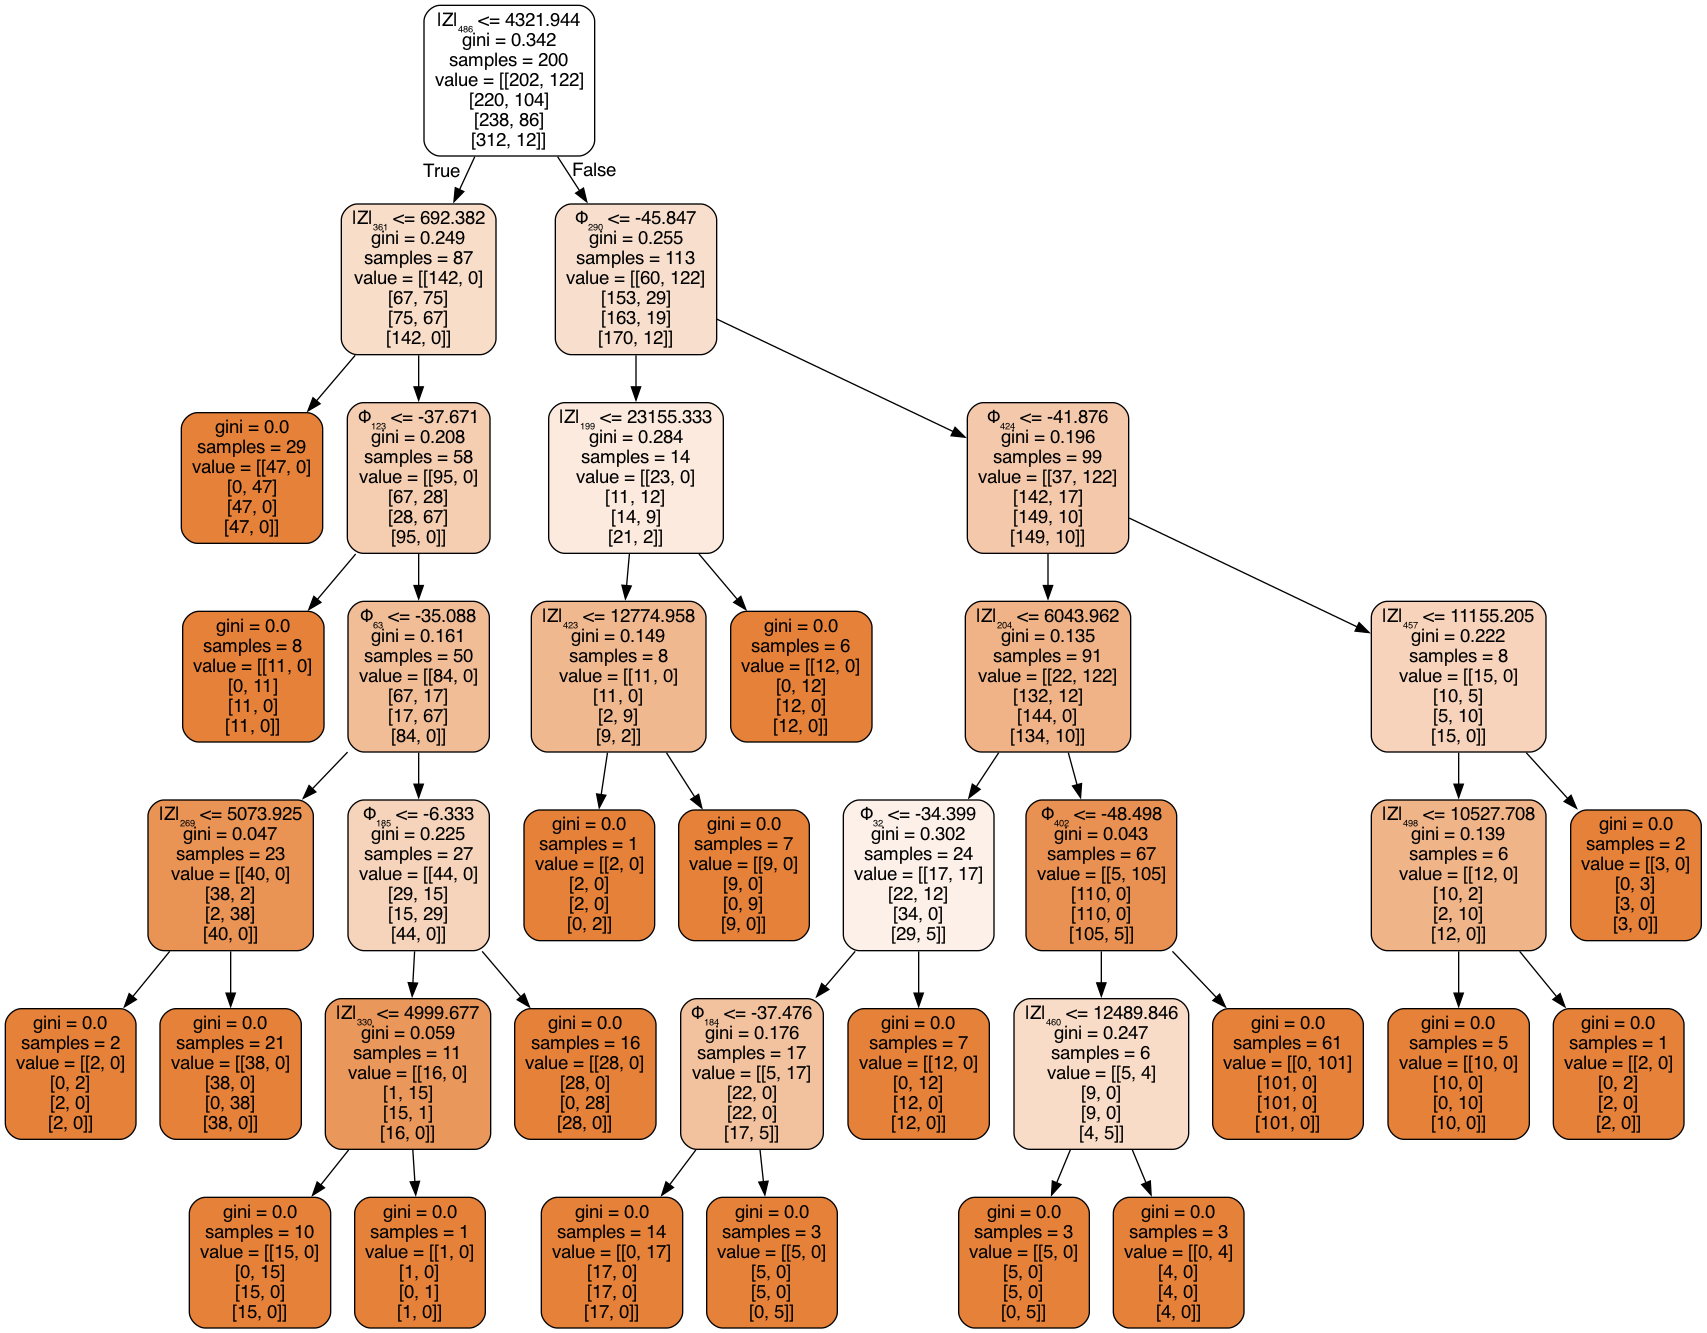 |Z|₄₈₆ <= 4321.944
gini = 0.342
samples = 200
value = [[202, 122]
[220, 104]
[238, 86]
[312, 12]]
True
False
|Z|₃₆₁ <= 692.382
gini = 0.249
samples = 87
value = [[142, 0]
[67, 75]
[75, 67]
[142, 0]]
Φ₂₉₀ <= -45.847
gini = 0.255
samples = 113
value = [[60, 122]
[153, 29]
[163, 19]
[170, 12]]
gini = 0.0
samples = 29
value = [[47, 0]
[0, 47]
[47, 0]
[47, 0]]
Φ₁₂₃ <= -37.671
gini = 0.208
samples = 58
value = [[95, 0]
[67, 28]
[28, 67]
[95, 0]]
|Z|₁₉₉ <= 23155.333
gini = 0.284
samples = 14
value = [[23, 0]
[11, 12]
[14, 9]
[21, 2]]
Φ₄₂₄ <= -41.876
gini = 0.196
samples = 99
value = [[37, 122]
[142, 17]
[149, 10]
[149, 10]]
gini = 0.0
samples = 8
value = [[11, 0]
[0, 11]
[11, 0]
[11, 0]]
Φ₆₃ <= -35.088
gini = 0.161
samples = 50
value = [[84, 0]
[67, 17]
[17, 67]
[84, 0]]
|Z|₄₂₃ <= 12774.958
gini = 0.149
samples = 8
value = [[11, 0]
[11, 0]
[2, 9]
[9, 2]]
gini = 0.0
samples = 6
value = [[12, 0]
[0, 12]
[12, 0]
[12, 0]]
|Z|₂₀₄ <= 6043.962
gini = 0.135
samples = 91
value = [[22, 122]
[132, 12]
[144, 0]
[134, 10]]
|Z|₄₅₇ <= 11155.205
gini = 0.222
samples = 8
value = [[15, 0]
[10, 5]
[5, 10]
[15, 0]]
|Z|₂₆₉ <= 5073.925
gini = 0.047
samples = 23
value = [[40, 0]
[38, 2]
[2, 38]
[40, 0]]
Φ₁₈₅ <= -6.333
gini = 0.225
samples = 27
value = [[44, 0]
[29, 15]
[15, 29]
[44, 0]]
gini = 0.0
samples = 1
value = [[2, 0]
[2, 0]
[2, 0]
[0, 2]]
gini = 0.0
samples = 7
value = [[9, 0]
[9, 0]
[0, 9]
[9, 0]]
Φ₃₂ <= -34.399
gini = 0.302
samples = 24
value = [[17, 17]
[22, 12]
[34, 0]
[29, 5]]
Φ₄₀₂ <= -48.498
gini = 0.043
samples = 67
value = [[5, 105]
[110, 0]
[110, 0]
[105, 5]]
|Z|₄₉₈ <= 10527.708
gini = 0.139
samples = 6
value = [[12, 0]
[10, 2]
[2, 10]
[12, 0]]
gini = 0.0
samples = 2
value = [[3, 0]
[0, 3]
[3, 0]
[3, 0]]
gini = 0.0
samples = 2
value = [[2, 0]
[0, 2]
[2, 0]
[2, 0]]
gini = 0.0
samples = 21
value = [[38, 0]
[38, 0]
[0, 38]
[38, 0]]
|Z|₃₃₀ <= 4999.677
gini = 0.059
samples = 11
value = [[16, 0]
[1, 15]
[15, 1]
[16, 0]]
gini = 0.0
samples = 16
value = [[28, 0]
[28, 0]
[0, 28]
[28, 0]]
Φ₁₈₄ <= -37.476
gini = 0.176
samples = 17
value = [[5, 17]
[22, 0]
[22, 0]
[17, 5]]
gini = 0.0
samples = 7
value = [[12, 0]
[0, 12]
[12, 0]
[12, 0]]
|Z|₄₆₀ <= 12489.846
gini = 0.247
samples = 6
value = [[5, 4]
[9, 0]
[9, 0]
[4, 5]]
gini = 0.0
samples = 61
value = [[0, 101]
[101, 0]
[101, 0]
[101, 0]]
gini = 0.0
samples = 5
value = [[10, 0]
[10, 0]
[0, 10]
[10, 0]]
gini = 0.0
samples = 1
value = [[2, 0]
[0, 2]
[2, 0]
[2, 0]]
gini = 0.0
samples = 10
value = [[15, 0]
[0, 15]
[15, 0]
[15, 0]]
gini = 0.0
samples = 1
value = [[1, 0]
[1, 0]
[0, 1]
[1, 0]]
gini = 0.0
samples = 14
value = [[0, 17]
[17, 0]
[17, 0]
[17, 0]]
gini = 0.0
samples = 3
value = [[5, 0]
[5, 0]
[5, 0]
[0, 5]]
gini = 0.0
samples = 3
value = [[5, 0]
[5, 0]
[5, 0]
[0, 5]]
gini = 0.0
samples = 3
value = [[0, 4]
[4, 0]
[4, 0]
[4, 0]]